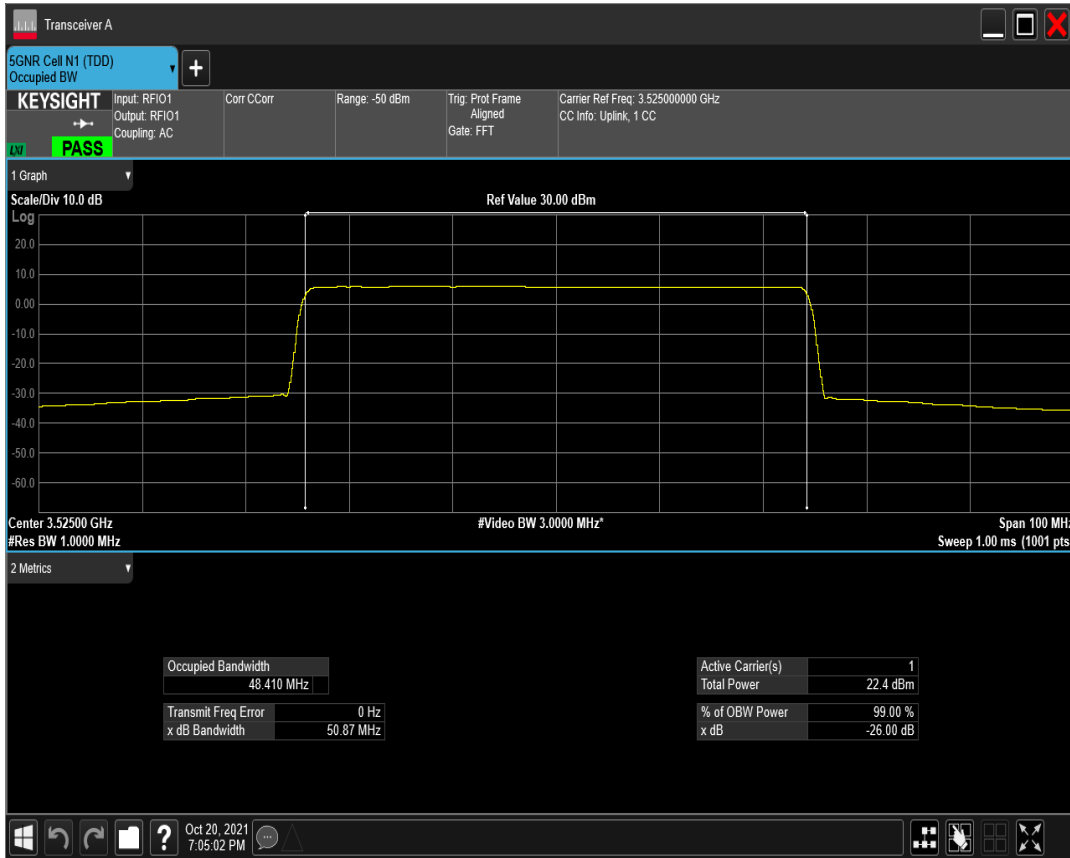 Transceiver A
5GNR Cell N1 (TDD)
Occupied BW
+
KEYSIGHT
LXI
PASS
Input: RFIO1
Output: RFIO1
Coupling: AC
Corr CCorr
Range: -50 dBm
Trig: Prot Frame
Aligned
Gate: FFT
Carrier Ref Freq: 3.525000000 GHz
CC Info: Uplink, 1 CC
1 Graph
Scale/Div 10.0 dB
Ref Value 30.00 dBm
Log
20.0
10.0
0.00
-10.0
-20.0
-30.0
-40.0
-50.0
-60.0
Center 3.52500 GHz
#Video BW 3.0000 MHz*
Span 100 MHz
#Res BW 1.0000 MHz
Sweep 1.00 ms (1001 pts
2 Metrics
Occupied Bandwidth
48.410 MHz
Transmit Freq Error 0 Hz
x dB Bandwidth 50.87 MHz
Active Carrier(s) 1
Total Power 22.4 dBm
% of OBW Power 99.00 %
x dB -26.00 dB
?
Oct 20, 2021
7:05:02 PM